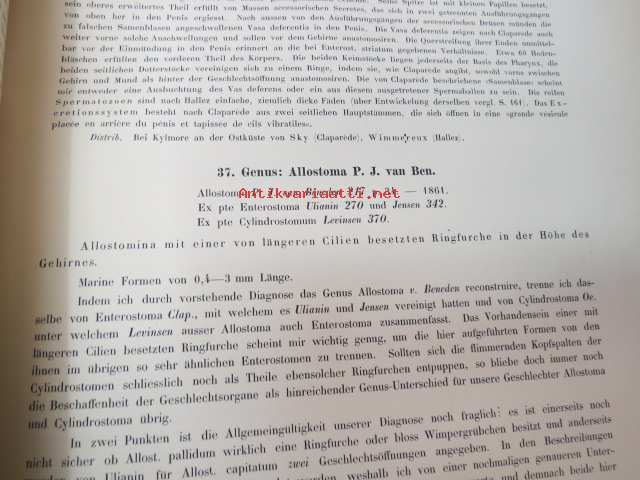 sein oberes erweitertes Theil erfüllt von Massen accessorischen Secretes, das sich in zwei getrennten Ausführungsgängen
von oben her in den Penis ergiesst. Nach aussen von den Ausführungsgängen der accessorischen Drüsen münden die
zu falschen Samenblasen angeschwollenen Vasa deferentia in den Penis. Die Vasa deferentia zeigen nach Claparède auch
weiter vorne solche Anschwellungen und sollen vor dem Gehirne anatomosiren. Die Querstreifung ihrer Enden unmittel-
bar vor der Einmündung in den Penis erinnert an die bei Enterost. striatum gegebenen Verhältnisse. Etwa 60 Boden-
bläschen erfüllen den vorderen Theil des Körpers. Die beiden Keimstöcke liegen jederseits der Basis des Pharynx, die
beiden seitlichen Dotterstöcke vereinigen sich zu einem Ringe, indem sie, wie Claparède angibt, sowohl vorne zwischen
Gehirn und Mund als hinter der Geschlechtsöffnung anatomosiren. Die von Claparède beschriebene »Samenblase« scheint
mir entweder eine Ausbuchtung des Vas deferens oder ein aus diesem ausgetretener Spermaballen zu sein. Die reifen
Spermatozoen sind nach Hallez einfache, ziemlich dicke Faden (über Entwickelung derselben vergl. S. 161). Das Ex-
cretionssystem besteht nach Claparède aus zwei seitlichen Hauptstämmen, die sich öffnen in eine »grande vésicule
placée en arrière du pénis et tapissée de cils vibratiles«.
Distrib. Bei Kylmore an der Ostküste von Sky (Claparède), Wimmereux (Hallez).
37. Genus: Allostoma P. J. van Ben.
Allostoma P. J. van Beneden — 1861.
Antikvariaatti.net
Ex pte Enterostoma Ulianin 270 und Jensen 342.
Ex pte Cylindrostomum Levinsen 370.
Allostomina mit einer von längeren Cilien besetzten Ringfurche in der Höhe des
Gehirnes.
Marine Formen von 0,4—3 mm Länge.
Indem ich durch vorstehende Diagnose das Genus Allostoma v. Beneden reconstruire, trenne ich das-
selbe von Enterostoma Clap., mit welchem es Ulianin und Jensen vereinigt hatten und von Cylindrostoma Oe.
unter welchem Levinsen ausser Allostoma auch Enterostoma zusammenfasst. Das Vorhandensein einer mit
längeren Cilien besetzten Ringfurche scheint mir wichtig genug, um die hier aufgeführten Formen von den
ihnen im übrigen so sehr ähnlichen Enterostomen zu trennen. Sollten sich die flimmernden Kopfspalten der
Cylindrostomen schliesslich noch als Theile ebensolcher Ringfurchen entpuppen, so bliebe doch immer noch
die Beschaffenheit der Geschlechtsorgane als hinreichender Genus-Unterschied für unsere Geschlechter Allostoma
und Cylindrostoma übrig.
In zwei Punkten ist die Allgemeingultigkeit unserer Diagnose noch fraglich: es ist einerseits noch
nicht sicher ob Allost. pallidum wirklich eine Ringfurche oder bloss Wimpergrübchen besitzt und anderseits
von Ulianin für Allost. capitatum zwei Geschlechtsöffnungen angegeben. In den Beschreibungen
weshalb ich von einer nochmaligen genaueren Unter-
und demnach beide hier